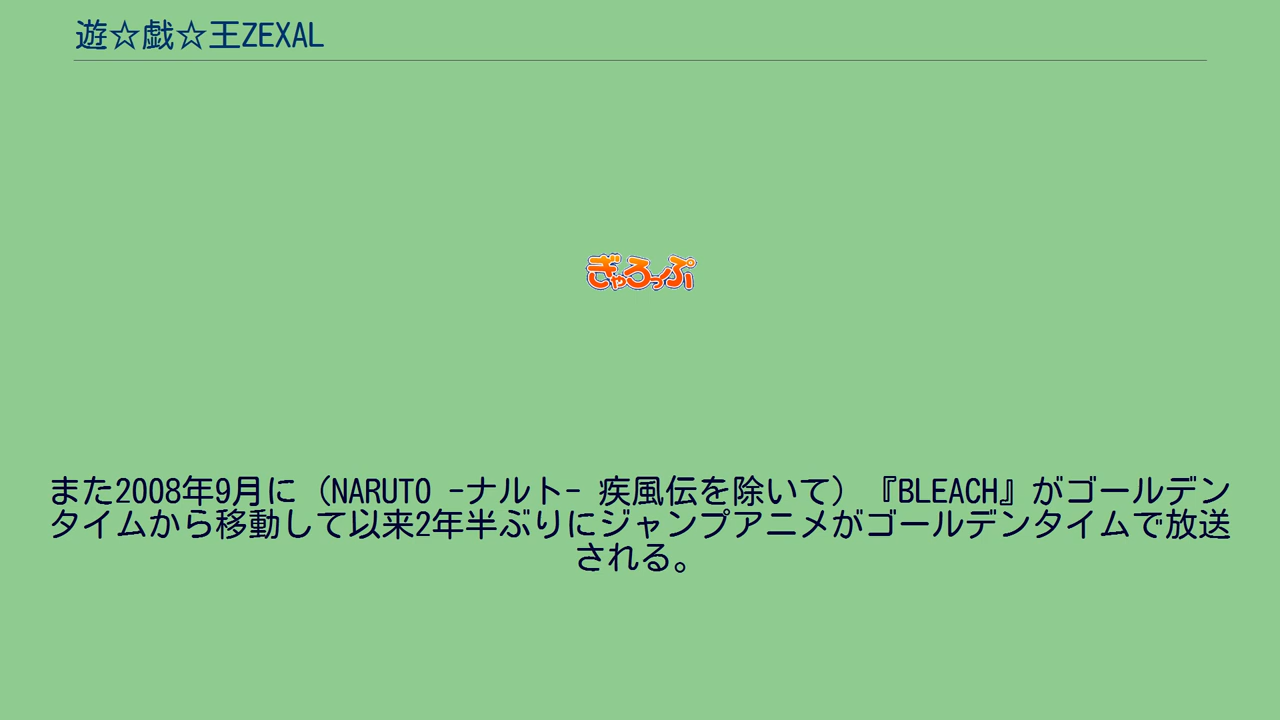 遊☆戯☆王ZEXAL
ぎゃろっぷ
また2008年9月に（NARUTO -ナルト- 疾風伝を除いて）『BLEACH』がゴールデン
タイムから移動して以来2年半ぶりにジャンプアニメがゴールデンタイムで放送
される。